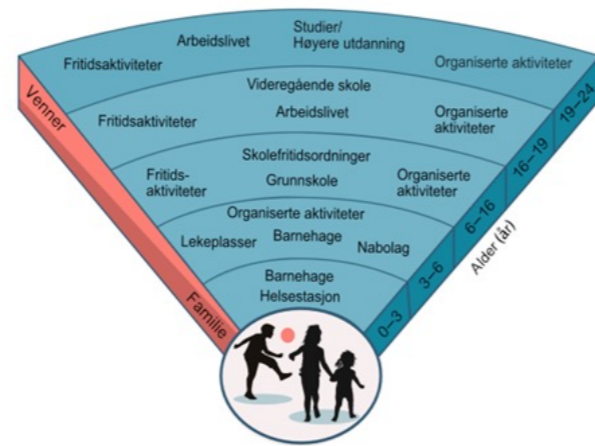 Studier/
Arbeidslivet Høyere utdanning
Fritidsaktiviteter Organiserte aktiviteter
Videregående skole
Fritidsaktiviteter Arbeidslivet Organiserte
aktiviteter
Skolefritidsordninger
Fritids-
aktiviteter Grunnskole Organiserte
aktiviteter
Organiserte aktiviteter
Lekeplasser Barnehage Nabolag
Barnehage
Helsestasjon
Venner
Familie
19–24
16–19
6–16
3–6
0–3
Alder (år)